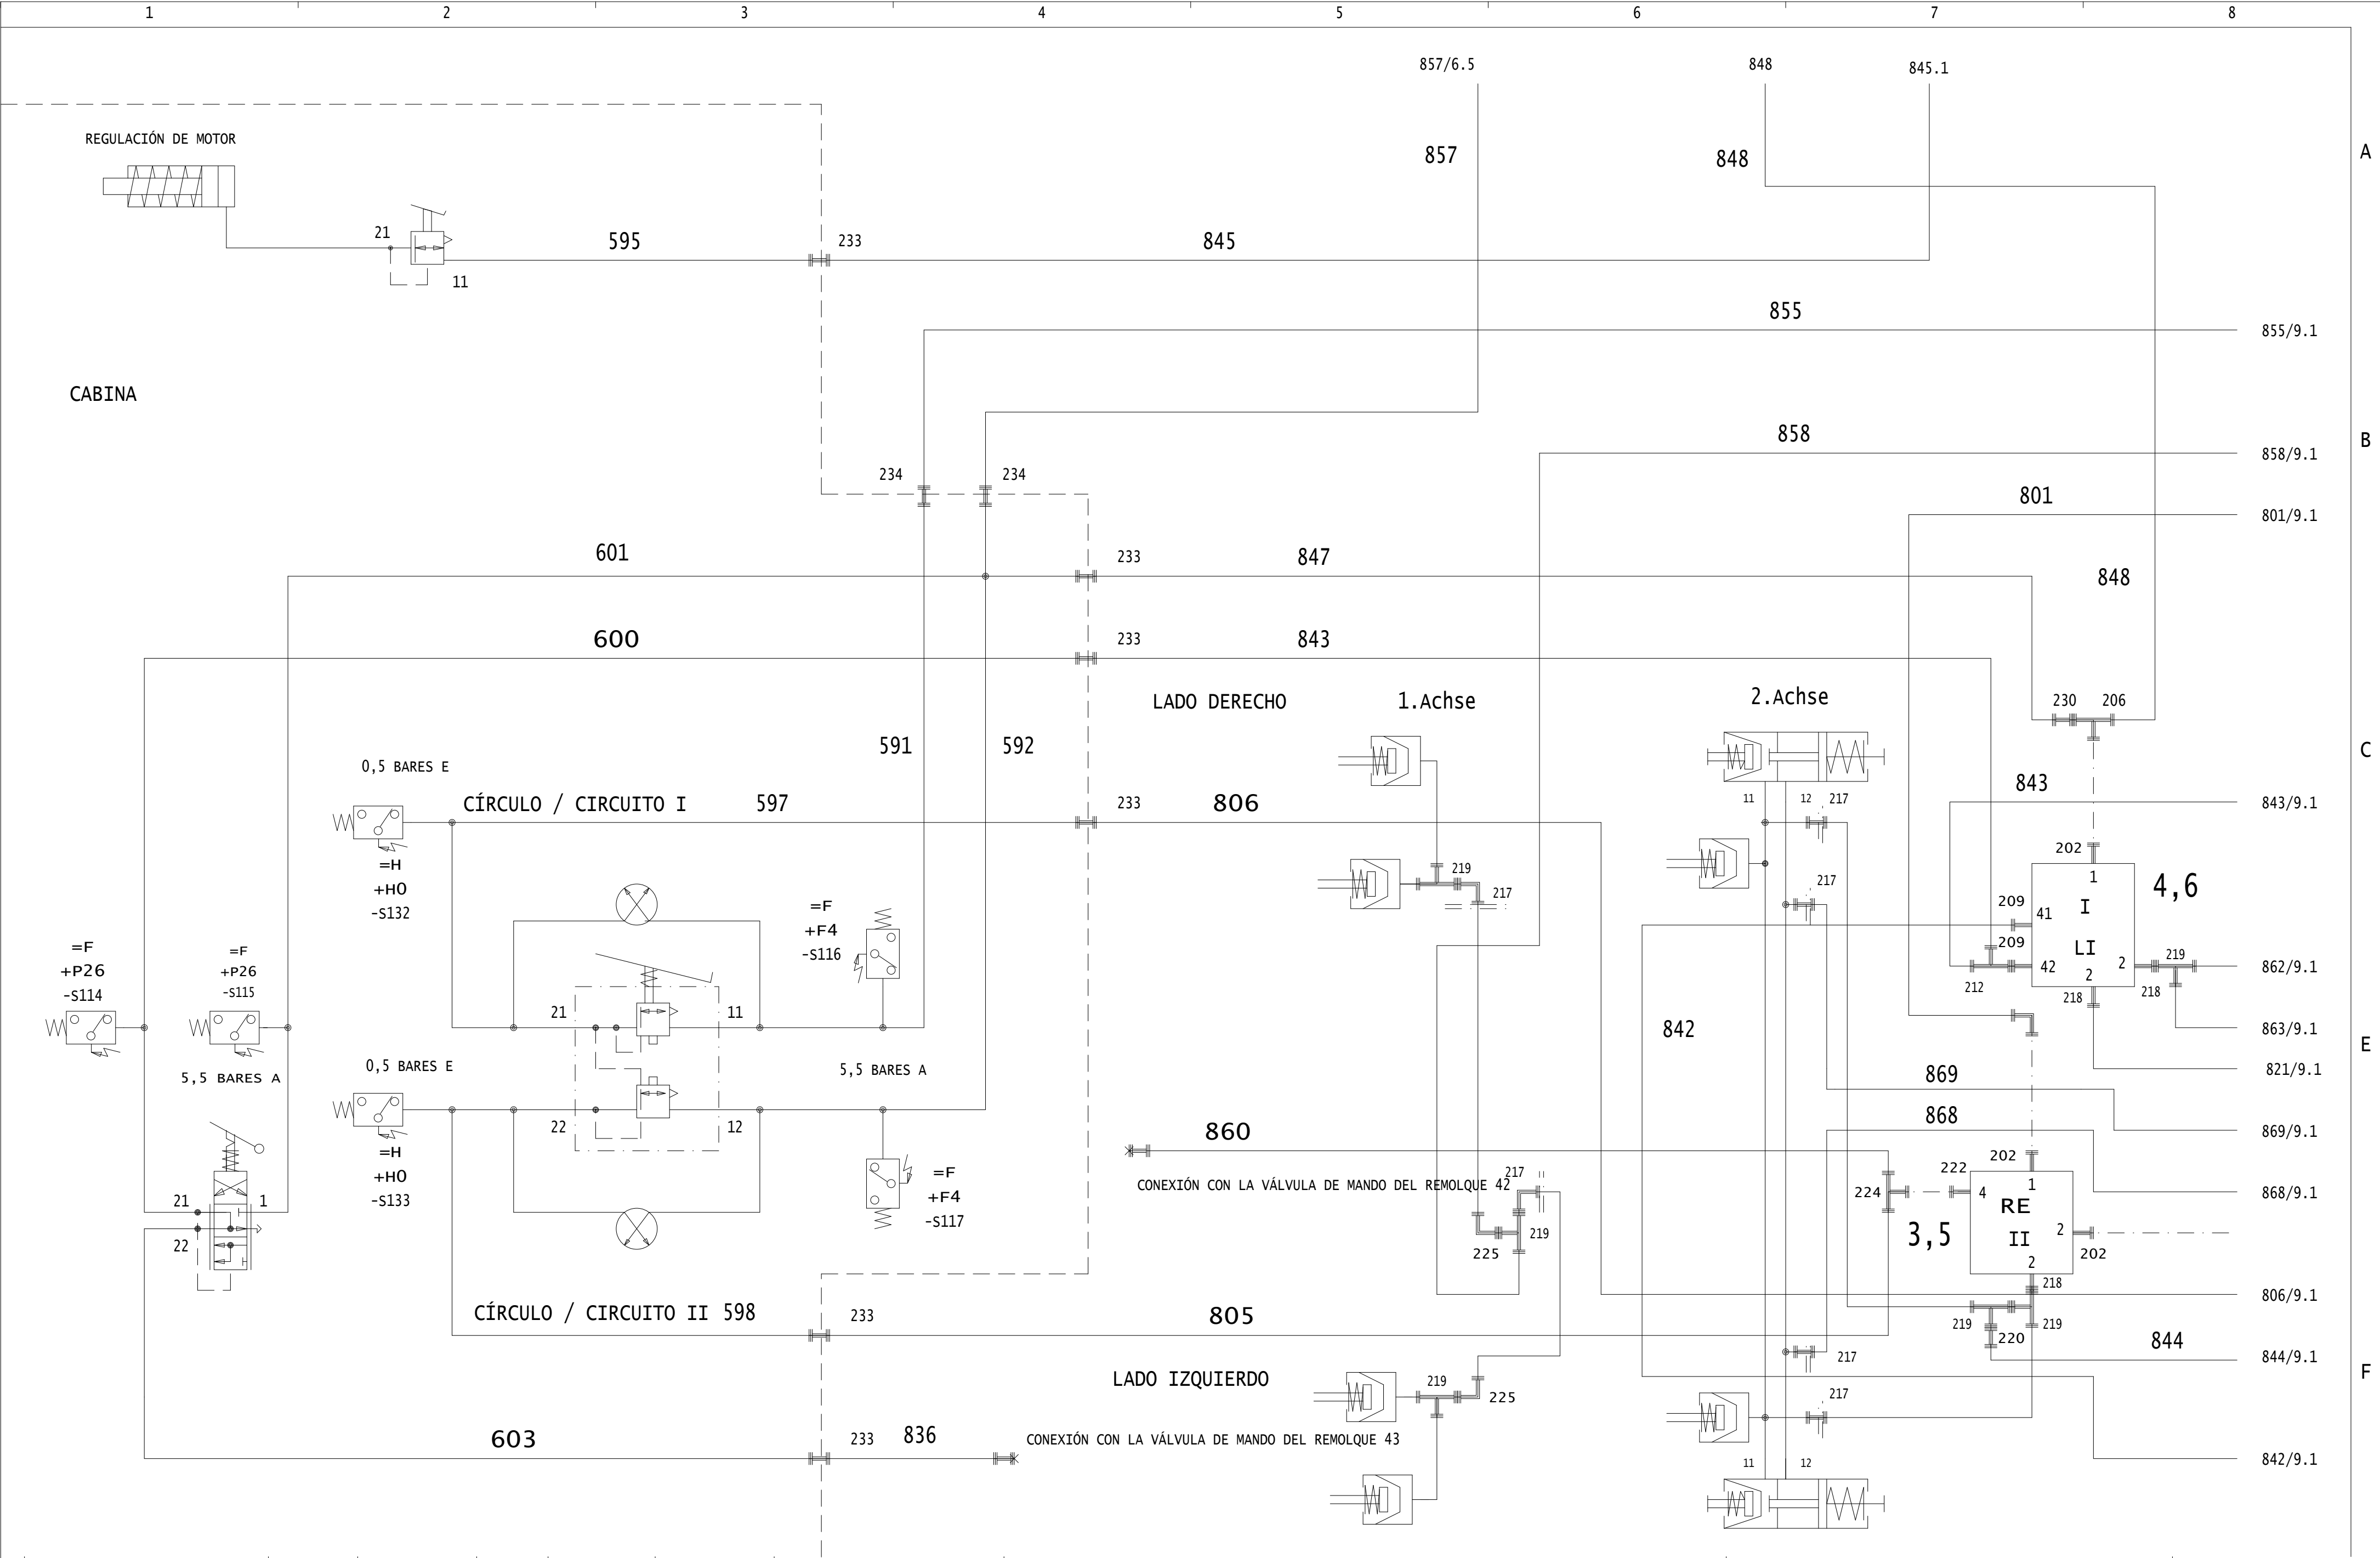 1 2 3 4 5 6 7 8
857/6.5 848 845.1
REGULACIÓN DE MOTOR
857 848
A
21 595 233 845
11
855
855/9.1
CABINA
858
B
858/9.1
234 234
801
801/9.1
601 233 847
848
600 233 843
LADO DERECHO 1.Achse 2.Achse
230 206
591 592
C
0,5 BARES E
843
CÍRCULO / CIRCUITO I 597 233 806
11 12 217
843/9.1
=H
+H0
-S132
202
219
217
217
1
4,6
=F
+F4
-S116
209
41
I
=F
+P26
-S114
=F
+P26
-S115
209
LI
42
2
2
219
862/9.1
212
218
218
21 11
842
863/9.1
E
0,5 BARES E
5,5 BARES A
5,5 BARES A
821/9.1
869
868
22 12
860
869/9.1
=H
+H0
-S133
=F
+F4
-S117
202
217
CONEXIÓN CON LA VÁLVULA DE MANDO DEL REMOLQUE 42
222
224
4
1
868/9.1
21 1
RE
II
3,5
2
22
219
225
202
2
218
806/9.1
CÍRCULO / CIRCUITO II 598 233 805
219
220
219
844
844/9.1
217
F
LADO IZQUIERDO
219
225
217
603 233 836
CONEXIÓN CON LA VÁLVULA DE MANDO DEL REMOLQUE 43
11 12
842/9.1